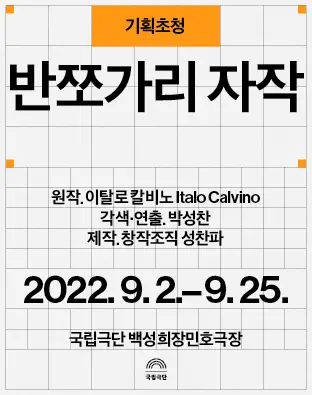 기획초청
반쪼가리 자작
원작. 이탈로 칼비노 Italo Calvino
각색·연출. 박성찬
제작. 창작조직 성찬파
2022. 9. 2.–9. 25.
국립극단 백성희장민호극장
국립극단